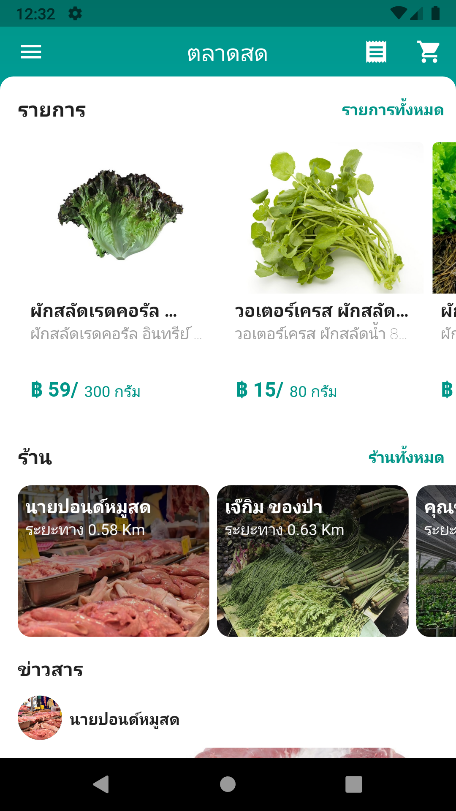 12:32
ตลาดสด
รายการ
รายการทั้งหมด
ผักสลัดเรดคอรัล ...
ผักสลัดเรดคอรัล อินทรีย์ ...
฿ 59/ 300 กรัม
วอเตอร์เครส ผักสลัด...
วอเตอร์เครส ผักสลัดน้ำ 8...
฿ 15/ 80 กรัม
฿
ร้าน
ร้านทั้งหมด
นายปอนด์หมูสด
ระยะทาง 0.58 Km
เจ๊กิม ของป่า
ระยะทาง 0.63 Km
ข่าวสาร
นายปอนด์หมูสด